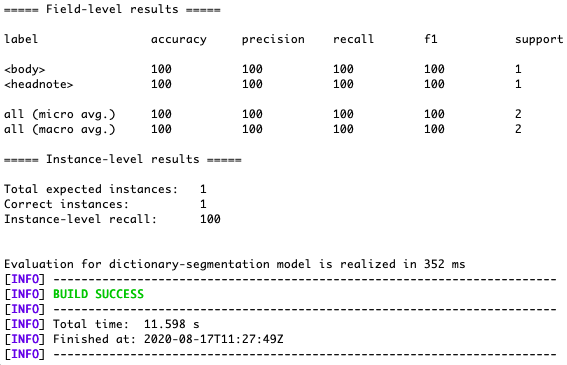 ===== Field-level results =====
label accuracy precision recall f1 support
<body> 100 100 100 100 1
<headnote> 100 100 100 100 1
all (micro avg.) 100 100 100 100 2
all (macro avg.) 100 100 100 100 2
===== Instance-level results =====
Total expected instances: 1
Correct instances: 1
Instance-level recall: 100
Evaluation for dictionary-segmentation model is realized in 352 ms
[INFO] ------------------------------------------------------------------------
[INFO] BUILD SUCCESS
[INFO] ------------------------------------------------------------------------
[INFO] Total time: 11.598 s
[INFO] Finished at: 2020-08-17T11:27:49Z
[INFO] ------------------------------------------------------------------------